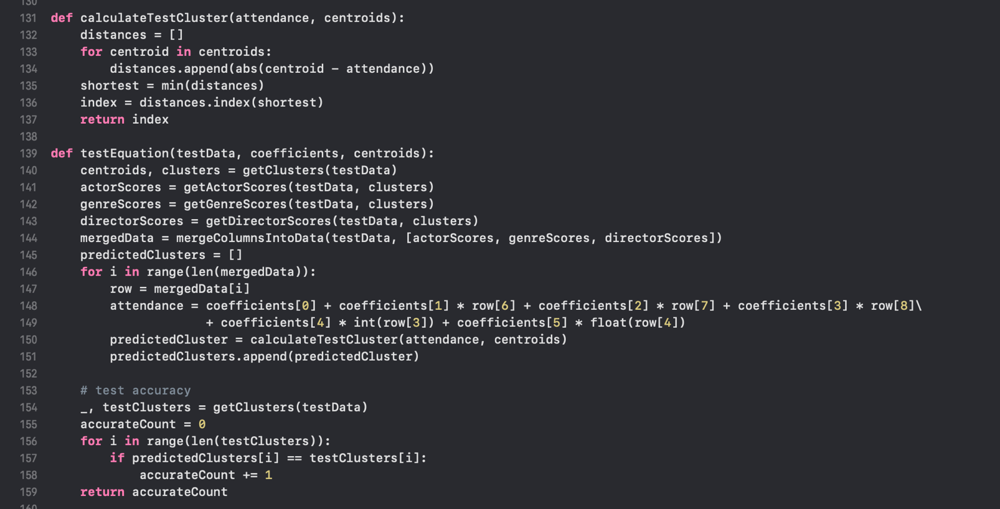 130
131 def calculateTestCluster(attendance, centroids):
132     distances = []
133     for centroid in centroids:
134         distances.append(abs(centroid - attendance))
135     shortest = min(distances)
136     index = distances.index(shortest)
137     return index
138
139 def testEquation(testData, coefficients, centroids):
140     centroids, clusters = getClusters(testData)
141     actorScores = getActorScores(testData, clusters)
142     genreScores = getGenreScores(testData, clusters)
143     directorScores = getDirectorScores(testData, clusters)
144     mergedData = mergeColumnsIntoData(testData, [actorScores, genreScores, directorScores])
145     predictedClusters = []
146     for i in range(len(mergedData)):
147         row = mergedData[i]
148         attendance = coefficients[0] + coefficients[1] * row[6] + coefficients[2] * row[7] + coefficients[3] * row[8]\
149                      + coefficients[4] * int(row[3]) + coefficients[5] * float(row[4])
150         predictedCluster = calculateTestCluster(attendance, centroids)
151         predictedClusters.append(predictedCluster)
152
153     # test accuracy
154     _, testClusters = getClusters(testData)
155     accurateCount = 0
156     for i in range(len(testClusters)):
157         if predictedClusters[i] == testClusters[i]:
158             accurateCount += 1
159     return accurateCount
160